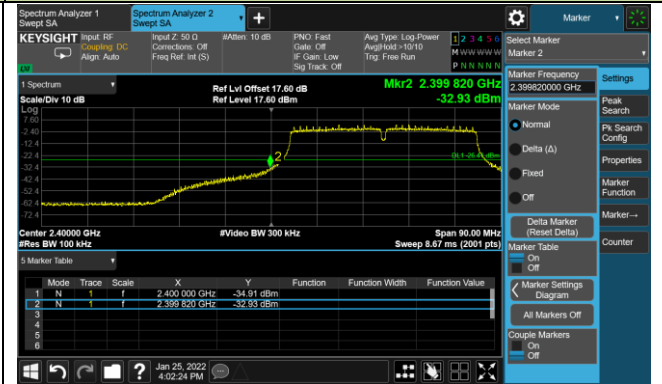 Spectrum Analyzer 1
Swept SA
Spectrum Analyzer 2
Swept SA
+
Marker
KEYSIGHT
Input: RF
Coupling: DC
Align: Auto
Input Z: 50 Ω
Corrections: Off
Freq Ref: Int (S)
#Atten: 10 dB
PNO: Fast
Gate: Off
IF Gain: Low
Sig Track: Off
Avg Type: Log-Power
Avg|Hold:>10/10
Trig: Free Run
1 2 3 4 5 6
M W W W W W
P N N N N N
Select Marker
Marker 2
1 Spectrum
Scale/Div 10 dB
Ref Lvl Offset 17.60 dB
Ref Level 17.60 dBm
Mkr2 2.399 820 GHz
-32.93 dBm
Log
7.60
-2.40
-12.4
-22.4
-32.4
-42.4
-52.4
-62.4
-72.4
2
Center 2.40000 GHz
#Res BW 100 kHz
#Video BW 300 kHz
Span 90.00 MHz
Sweep 8.67 ms (2001 pts)
5 Marker Table
Mode Trace Scale X Y Function Function Width Function Value
1 N 1 f 2.400 000 GHz -34.91 dBm
2 N 1 f 2.399 820 GHz -32.93 dBm
3
4
5
6
Jan 25, 2022
4:02:24 PM
Marker Frequency
2.399820000 GHz
Marker Mode
Normal
Delta (Δ)
Fixed
Off
Delta Marker
(Reset Delta)
Marker Table
On
Off
Marker Settings
Diagram
All Markers Off
Couple Markers
On
Off
Settings
Peak
Search
Pk Search
Config
Properties
Marker
Function
Marker→
Counter